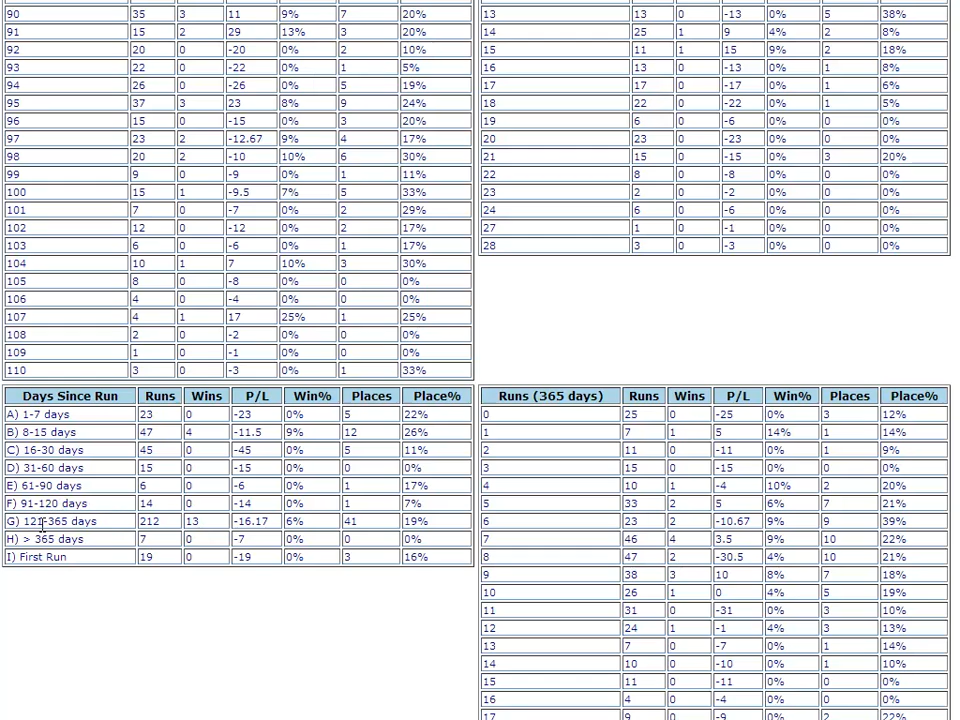 90 35 3 11 9% 7 20%
91 15 2 29 13% 3 20%
92 20 0 -20 0% 2 10%
93 22 0 -22 0% 1 5%
94 26 0 -26 0% 5 19%
95 37 3 23 8% 9 24%
96 15 0 -15 0% 3 20%
97 23 2 -12.67 9% 4 17%
98 20 2 -10 10% 6 30%
99 9 0 -9 0% 1 11%
100 15 1 -9.5 7% 5 33%
101 7 0 -7 0% 2 29%
102 12 0 -12 0% 2 17%
103 6 0 -6 0% 1 17%
104 10 1 7 10% 3 30%
105 8 0 -8 0% 0 0%
106 4 0 -4 0% 0 0%
107 4 1 17 25% 1 25%
108 2 0 -2 0% 0 0%
109 1 0 -1 0% 0 0%
110 3 0 -3 0% 1 33%
13 13 0 -13 0% 5 38%
14 25 1 9 4% 2 8%
15 11 1 15 9% 2 18%
16 13 0 -13 0% 1 8%
17 17 0 -17 0% 1 6%
18 22 0 -22 0% 1 5%
19 6 0 -6 0% 0 0%
20 23 0 -23 0% 0 0%
21 15 0 -15 0% 3 20%
22 8 0 -8 0% 0 0%
23 2 0 -2 0% 0 0%
24 6 0 -6 0% 0 0%
27 1 0 -1 0% 0 0%
28 3 0 -3 0% 0 0%
Days Since Run Runs Wins P/L Win% Places Place%
A) 1-7 days 23 0 -23 0% 5 22%
B) 8-15 days 47 4 -11.5 9% 12 26%
C) 16-30 days 45 0 -45 0% 5 11%
D) 31-60 days 15 0 -15 0% 0 0%
E) 61-90 days 6 0 -6 0% 1 17%
F) 91-120 days 14 0 -14 0% 1 7%
G) 121-365 days 212 13 -16.17 6% 41 19%
H) > 365 days 7 0 -7 0% 0 0%
I) First Run 19 0 -19 0% 3 16%
Runs (365 days) Runs Wins P/L Win% Places Place%
0 25 0 -25 0% 3 12%
1 7 1 5 14% 1 14%
2 11 0 -11 0% 1 9%
3 15 0 -15 0% 0 0%
4 10 1 -4 10% 2 20%
5 33 2 5 6% 7 21%
6 23 2 -10.67 9% 9 39%
7 46 4 3.5 9% 10 22%
8 47 2 -30.5 4% 10 21%
9 38 3 10 8% 7 18%
10 26 1 0 4% 5 19%
11 31 0 -31 0% 3 10%
12 24 1 -1 4% 3 13%
13 7 0 -7 0% 1 14%
14 10 0 -10 0% 1 10%
15 11 0 -11 0% 0 0%
16 4 0 -4 0% 0 0%
17 9 0 -9 0% 2 22%